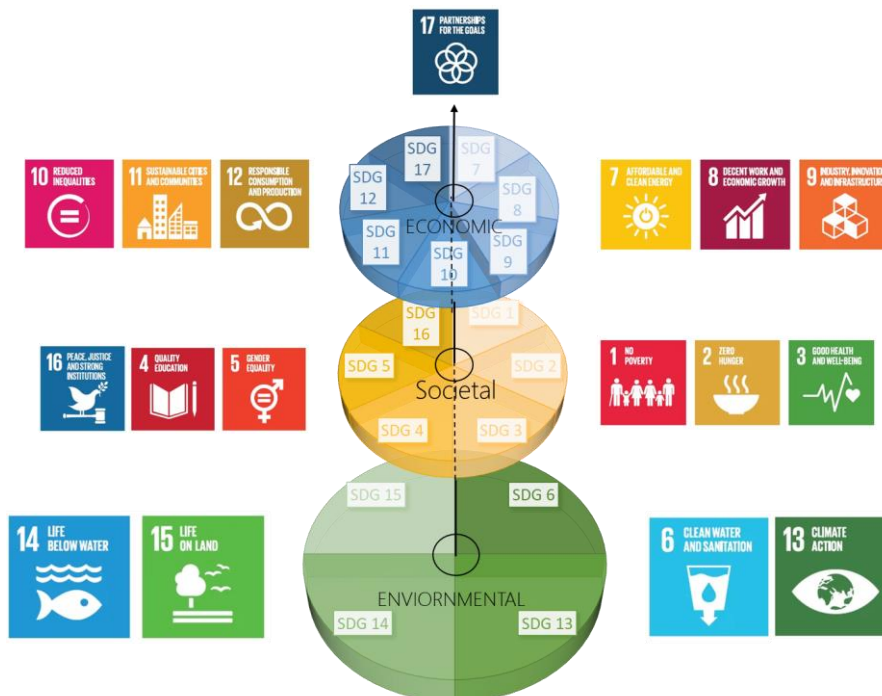 17 PARTNERSHIPS
FOR THE GOALS
SDG
17
SDG
7
SDG
12
SDG
8
ECONOMIC
SDG
11
SDG
9
SDG
10
10 REDUCED
INEQUALITIES
11 SUSTAINABLE CITIES
AND COMMUNITIES
12 RESPONSIBLE
CONSUMPTION
AND PRODUCTION
7 AFFORDABLE AND
CLEAN ENERGY
8 DECENT WORK AND
ECONOMIC GROWTH
9 INDUSTRY, INNOVATION
AND INFRASTRUCTURE
SDG
16
SDG 1
SDG 5
SDG 2
Societal
SDG 4
SDG 3
16 PEACE, JUSTICE
AND STRONG
INSTITUTIONS
4 QUALITY
EDUCATION
5 GENDER
EQUALITY
1 NO
POVERTY
2 ZERO
HUNGER
3 GOOD HEALTH
AND WELL-BEING
SDG 15
SDG 6
ENVIORNMENTAL
SDG 14
SDG 13
14 LIFE
BELOW WATER
15 LIFE
ON LAND
6 CLEAN WATER
AND SANITATION
13 CLIMATE
ACTION